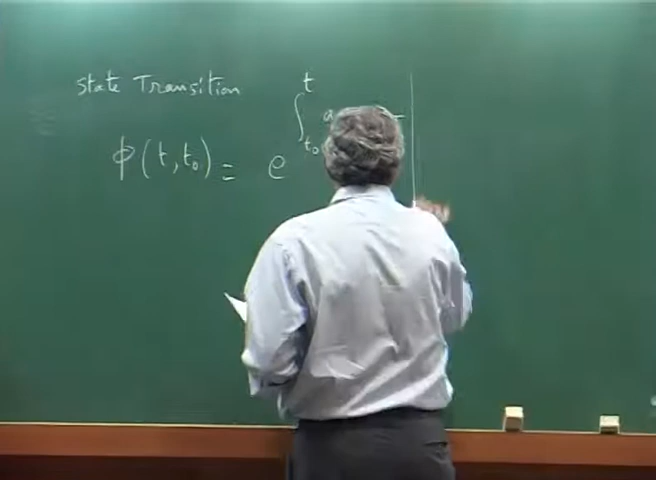 State Transition
ϕ(t, t₀) = e^∫_{t₀}^{t} a